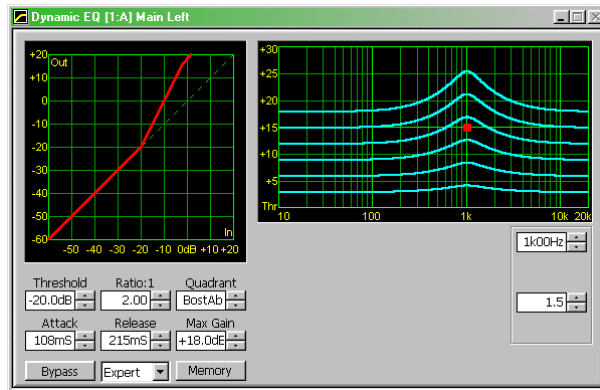 Dynamic EQ [1:A] Main Left
+20
Out
+10
0
-10
-20
-30
-40
-50
-60
In
-50 -40 -30 -20 -10 0dB +10 +20
+30
+25
+20
+15
+10
+5
Thr
10 100 1k 10k 20k
Threshold Ratio:1 Quadrant
-20.0dB 2.00 BostAb
Attack Release Max Gain
108mS 215mS +18.0dE
Bypass Expert Memory
1k00Hz
1.5